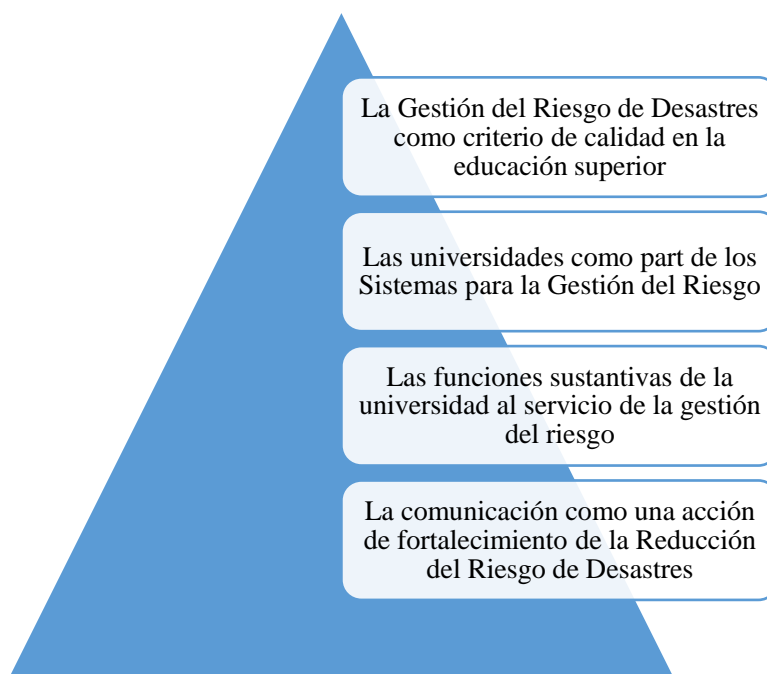 La Gestión del Riesgo de Desastres
como criterio de calidad en la
educación superior
Las universidades como part de los
Sistemas para la Gestión del Riesgo
Las funciones sustantivas de la
universidad al servicio de la gestión
del riesgo
La comunicación como una acción
de fortalecimiento de la Reducción
del Riesgo de Desastres